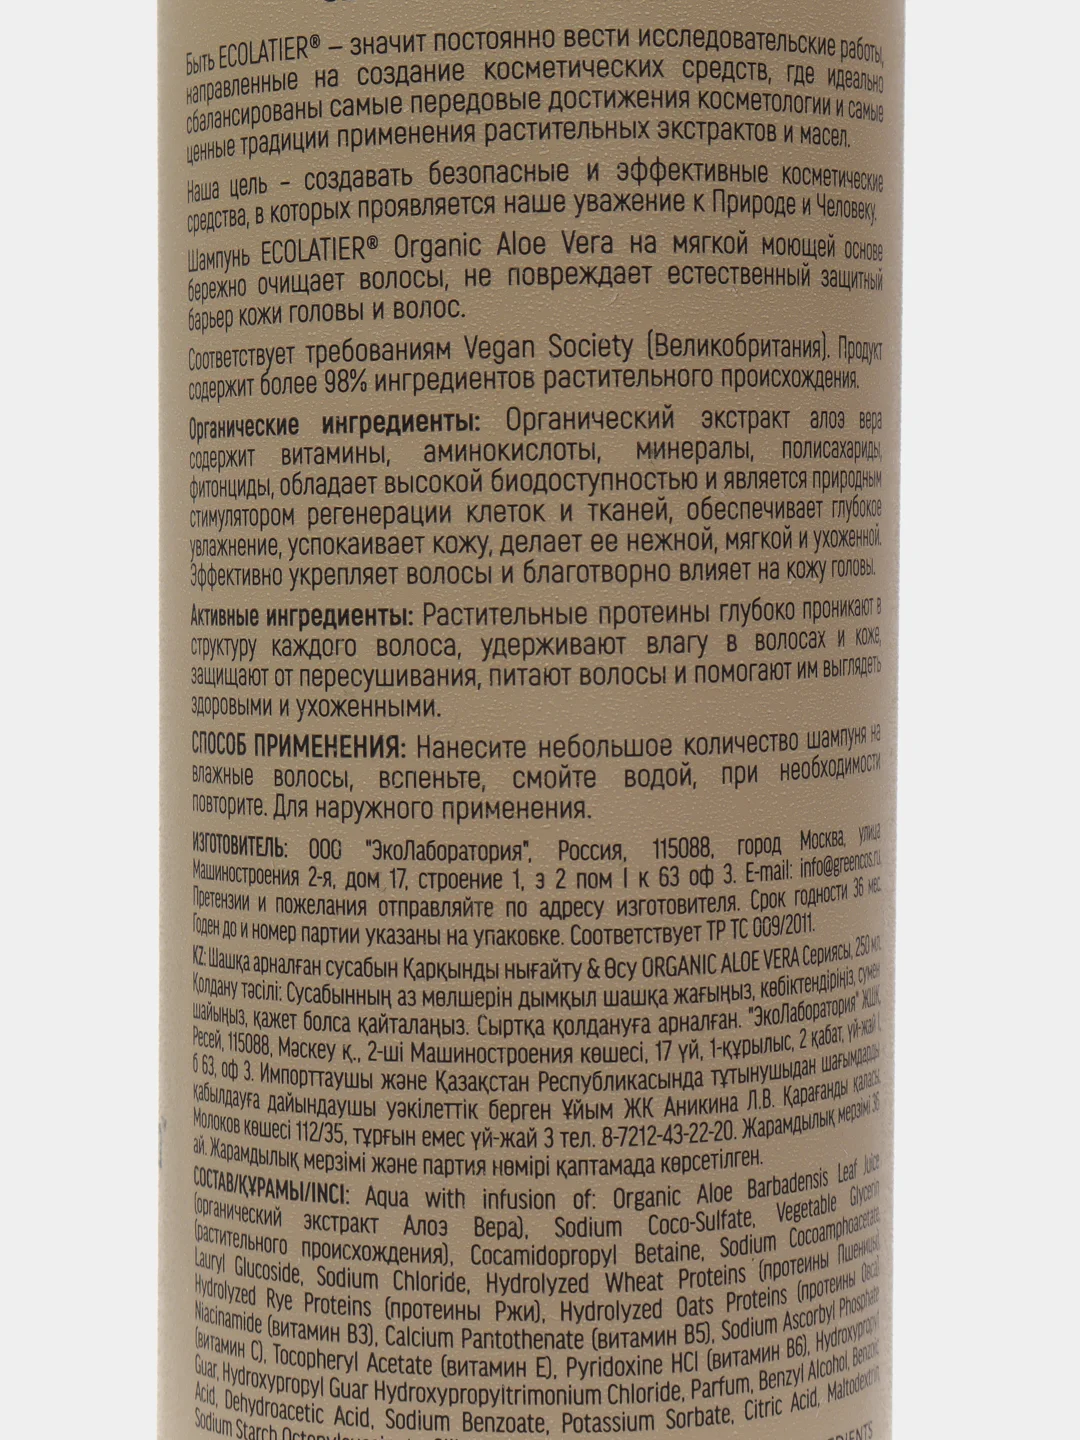 Быть ECOLATIER® – значит постоянно вести исследовательские работы,
направленные на создание косметических средств, где идеально
сбалансированы самые передовые достижения косметологии и самые
ценные традиции применения растительных экстрактов и масел.
Наша цель - создавать безопасные и эффективные косметические
средства, в которых проявляется наше уважение к Природе и Человеку.
Шампунь ECOLATIER® Organic Aloe Vera на мягкой моющей основе
бережно очищает волосы, не повреждает естественный защитный
барьер кожи головы и волос.
Соответствует требованиям Vegan Society (Великобритания). Продукт
содержит более 98% ингредиентов растительного происхождения.
Органические ингредиенты: Органический экстракт алоэ вера
содержит витамины, аминокислоты, минералы, полисахариды,
фитонциды, обладает высокой биодоступностью и является природным
стимулятором регенерации клеток и тканей, обеспечивает глубокое
увлажнение, успокаивает кожу, делает ее нежной, мягкой и ухоженной.
Эффективно укрепляет волосы и благотворно влияет на кожу головы.
Активные ингредиенты: Растительные протеины глубоко проникают в
структуру каждого волоса, удерживают влагу в волосах и коже,
защищают от пересушивания, питают волосы и помогают им выглядеть
здоровыми и ухоженными.
СПОСОБ ПРИМЕНЕНИЯ: Нанесите небольшое количество шампуня на
влажные волосы, вспеньте, смойте водой, при необходимости
повторите. Для наружного применения.
ИЗГОТОВИТЕЛЬ: ООО "ЭкоЛаборатория", Россия, 115088, город Москва, улица
Машиностроения 2-я, дом 17, строение 1, э 2 пом I к 63 оф 3. E-mail: info@greencos.ru
Претензии и пожелания отправляйте по адресу изготовителя. Срок годности 36 мес.
Годен до и номер партии указаны на упаковке. Соответствует ТР ТС 009/2011.
KZ: Шашқа арналған сусабын Қарқынды нығайту & Өсу ORGANIC ALOE VERA Сериясы, 250 мл.
Қолдану тәсілі: Сусабынның аз мөлшерін дымқыл шашқа жағыңыз, көбіктендіріңіз, сумен
шайыңыз, қажет болса қайталаңыз. Сыртқа қолдануға арналған. "ЭкоЛаборатория" ЖШҚ,
Ресей, 115088, Мәскеу қ., 2-ші Машиностроения көшесі, 17 үй, 1-құрылыс, 2 қабат, үй-жай I,
б 63, оф 3. Импорттаушы және Қазақстан Республикасында тұтынушыдан шағымдарды
қабылдауға дайындаушы уәкілеттік берген Ұйым ЖК Аникина Л.В. Қарағанды қаласы,
Молоков көшесі 112/35, тұрғын емес үй-жай 3 тел. 8-7212-43-22-20. Жарамдылық мерзімі 36
ай. Жарамдылық мерзімі және партия нөмірі қаптамада көрсетілген.
СОСТАВ/ҚҰРАМЫ/INCI: Aqua with infusion of: Organic Aloe Barbadensis Leaf Juice
(органический экстракт Алоэ Вера), Sodium Coco-Sulfate, Vegetable Glycerin
(растительного происхождения), Cocamidopropyl Betaine, Sodium Cocoamphoacetate,
Lauryl Glucoside, Sodium Chloride, Hydrolyzed Wheat Proteins (протеины Пшеницы),
Hydrolyzed Rye Proteins (протеины Ржи), Hydrolyzed Oats Proteins (протеины Овса),
Niacinamide (витамин B3), Calcium Pantothenate (витамин B5), Sodium Ascorbyl Phosphate
(витамин C), Tocopheryl Acetate (витамин E), Pyridoxine HCl (витамин B6), Hydroxypropyl
Guar, Hydroxypropyl Guar Hydroxypropyltrimonium Chloride, Parfum, Benzyl Alcohol, Benzoic
Acid, Dehydroacetic Acid, Sodium Benzoate, Potassium Sorbate, Citric Acid, Maltodextrin,
Sodium Starch